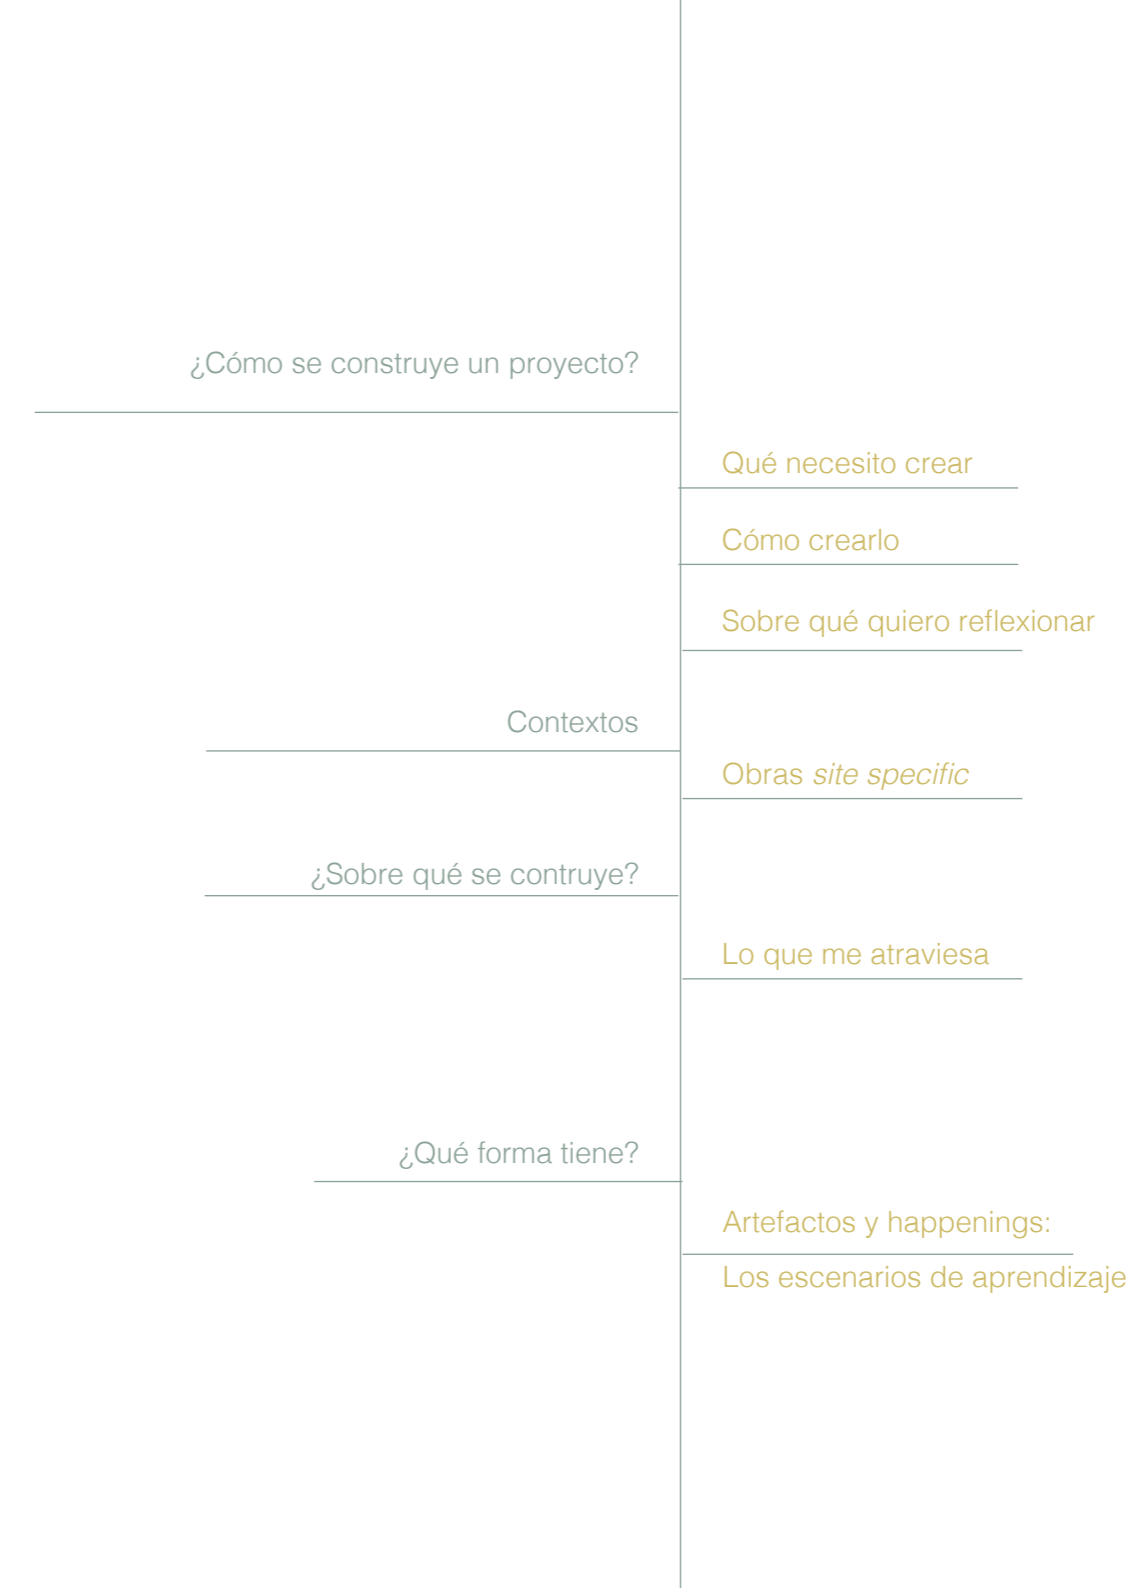 ¿Cómo se construye un proyecto?
Qué necesito crear
Cómo crearlo
Sobre qué quiero reflexionar
Contextos
Obras site specific
¿Sobre qué se contruye?
Lo que me atraviesa
¿Qué forma tiene?
Artefactos y happenings:
Los escenarios de aprendizaje